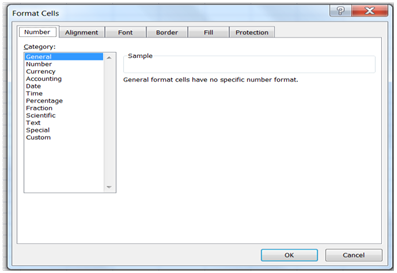 Format Cells
Number Alignment Font Border Fill Protection
Category:
General
Number
Currency
Accounting
Date
Time
Percentage
Fraction
Scientific
Text
Special
Custom
Sample
General format cells have no specific number format.
OK Cancel